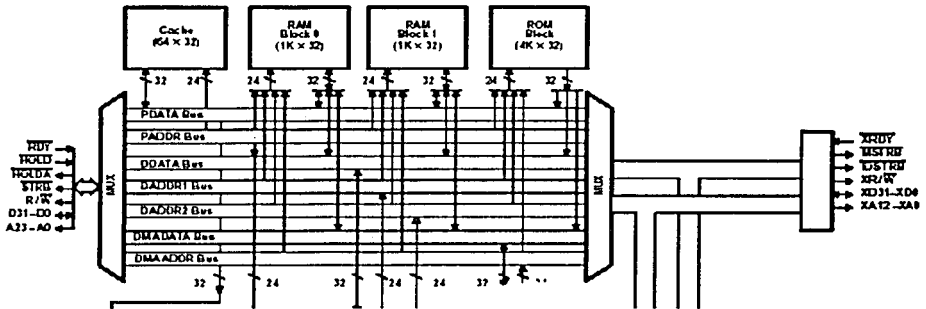 Cache
(64 × 32)
RAM
Block 0
(1K × 32)
RAM
Block 1
(1K × 32)
ROM
Block
(4K × 32)
32
24
24
32
24
32
24
32
PDATA Bus
PADDR Bus
DDATA Bus
DADDR1 Bus
DADDR2 Bus
DMADATA Bus
DMAADDR Bus
MUX
MUX
RDY
HOLD
HOLDA
STRB
R/W
D31–D0
A23–A0
XRDY
MSTRB
IOSTRB
XR/W
XD31–XD0
XA12–XA0
32
24
32
24
24
32